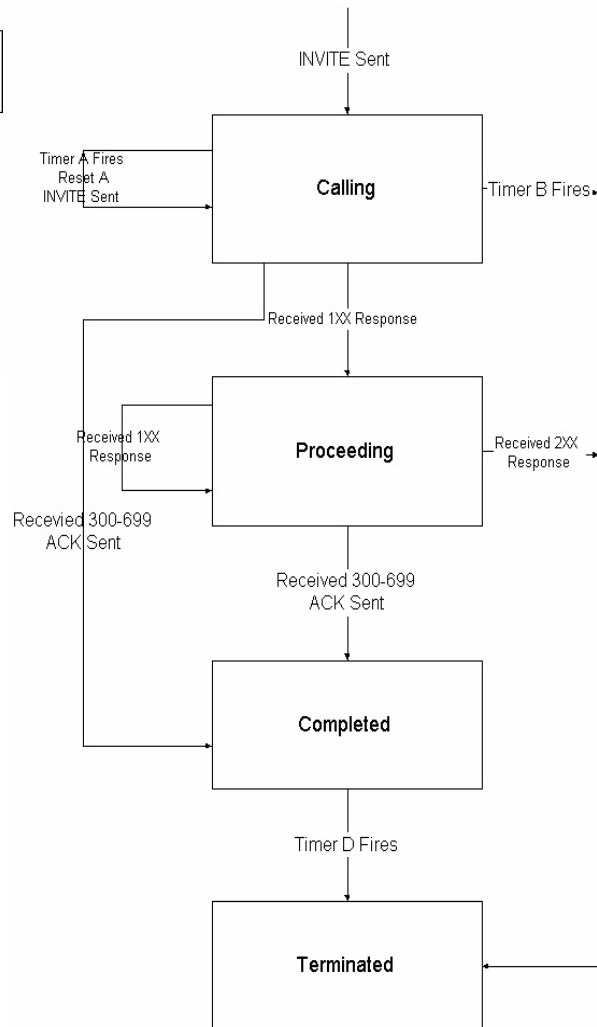 INVITE Sent
Timer A Fires
Reset A
INVITE Sent
Calling
Timer B Fires
Received 1XX Response
Received 1XX
Response
Proceeding
Received 2XX
Response
Recevied 300-699
ACK Sent
Received 300-699
ACK Sent
Completed
Timer D Fires
Terminated